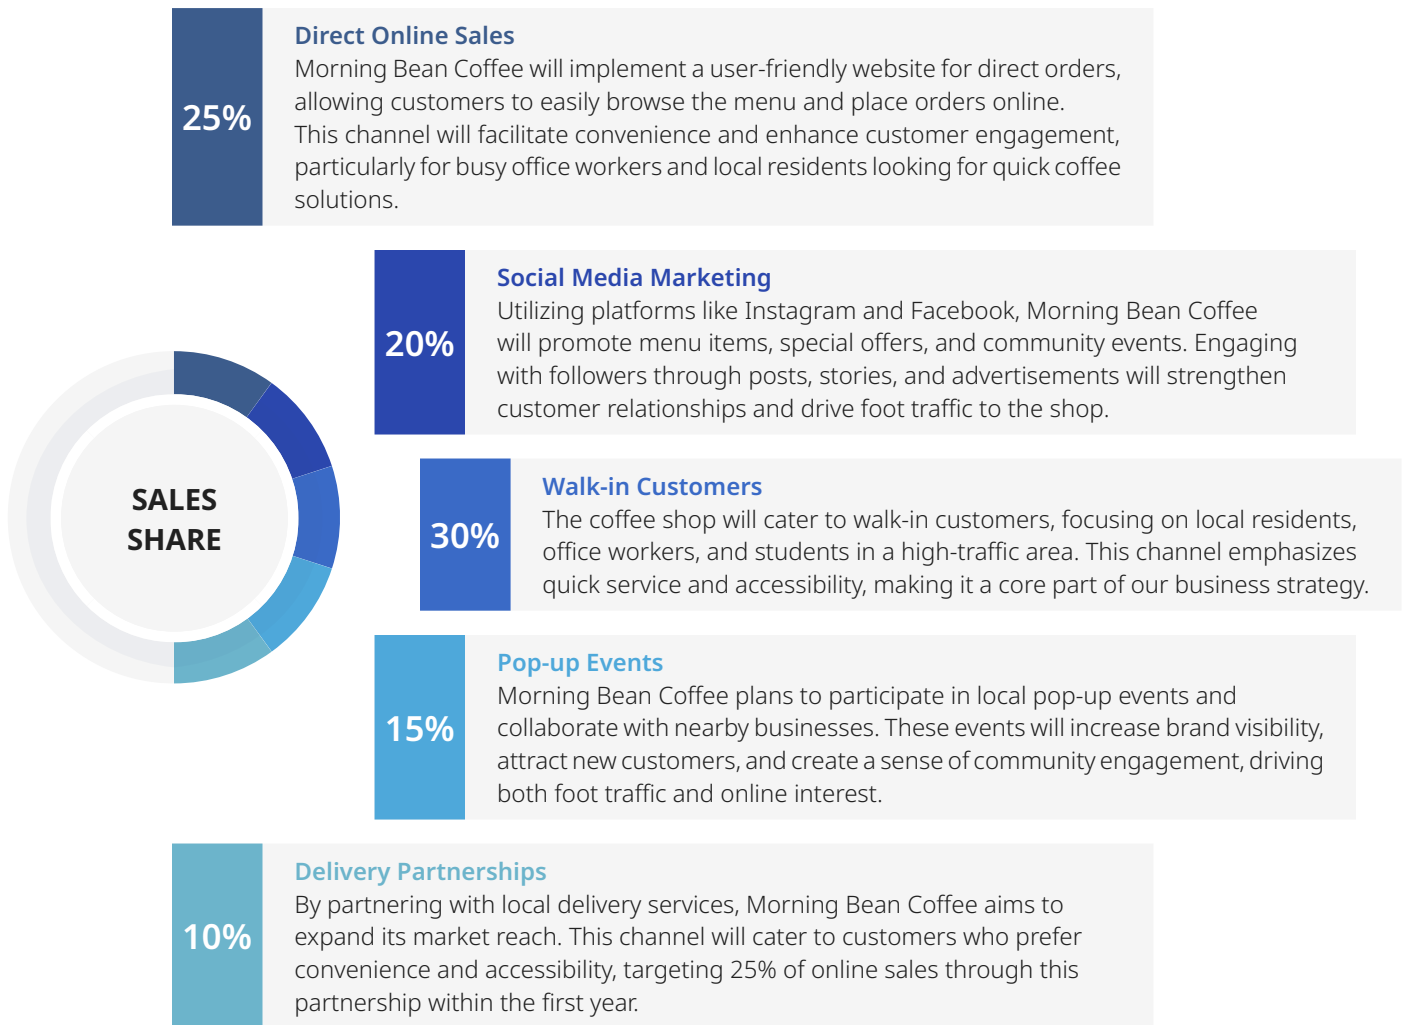 25%
Direct Online Sales
Morning Bean Coffee will implement a user-friendly website for direct orders,
allowing customers to easily browse the menu and place orders online.
This channel will facilitate convenience and enhance customer engagement,
particularly for busy office workers and local residents looking for quick coffee
solutions.
20%
Social Media Marketing
Utilizing platforms like Instagram and Facebook, Morning Bean Coffee
will promote menu items, special offers, and community events. Engaging
with followers through posts, stories, and advertisements will strengthen
customer relationships and drive foot traffic to the shop.
SALES
SHARE
30%
Walk-in Customers
The coffee shop will cater to walk-in customers, focusing on local residents,
office workers, and students in a high-traffic area. This channel emphasizes
quick service and accessibility, making it a core part of our business strategy.
15%
Pop-up Events
Morning Bean Coffee plans to participate in local pop-up events and
collaborate with nearby businesses. These events will increase brand visibility,
attract new customers, and create a sense of community engagement, driving
both foot traffic and online interest.
10%
Delivery Partnerships
By partnering with local delivery services, Morning Bean Coffee aims to
expand its market reach. This channel will cater to customers who prefer
convenience and accessibility, targeting 25% of online sales through this
partnership within the first year.